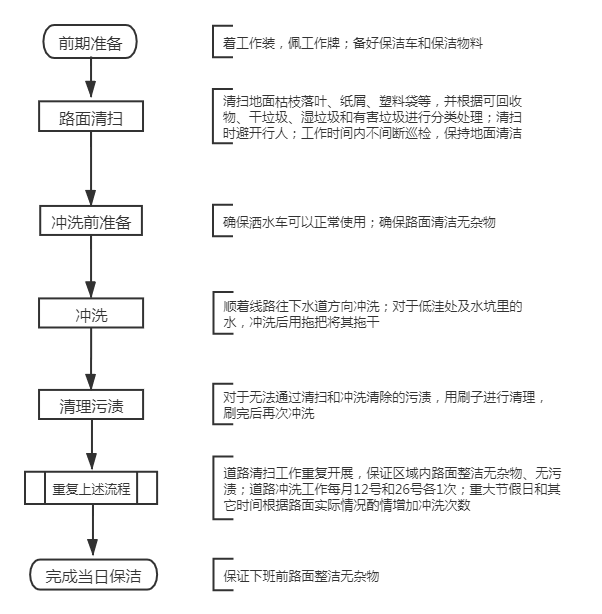 前期准备
着工作装，佩工作牌；备好保洁车和保洁物料
路面清扫
清扫地面枯枝落叶、纸屑、塑料袋等，并根据可回收
物、干垃圾、湿垃圾和有害垃圾进行分类处理；清扫
时避开行人；工作时间内不间断巡检，保持地面清洁
冲洗前准备
确保洒水车可以正常使用；确保路面清洁无杂物
冲洗
顺着线路往下水道方向冲洗；对于低洼处及水坑里的
水，冲洗后用拖把将其拖干
清理污渍
对于无法通过清扫和冲洗清除的污渍，用刷子进行清理，
刷完后再次冲洗
重复上述流程
道路清扫工作重复开展，保证区域内路面整洁无杂物、无污
渍；道路冲洗工作每月12号和26号各1次；重大节假日和其
它时间根据路面实际情况酌情增加冲洗次数
完成当日保洁
保证下班前路面整洁无杂物